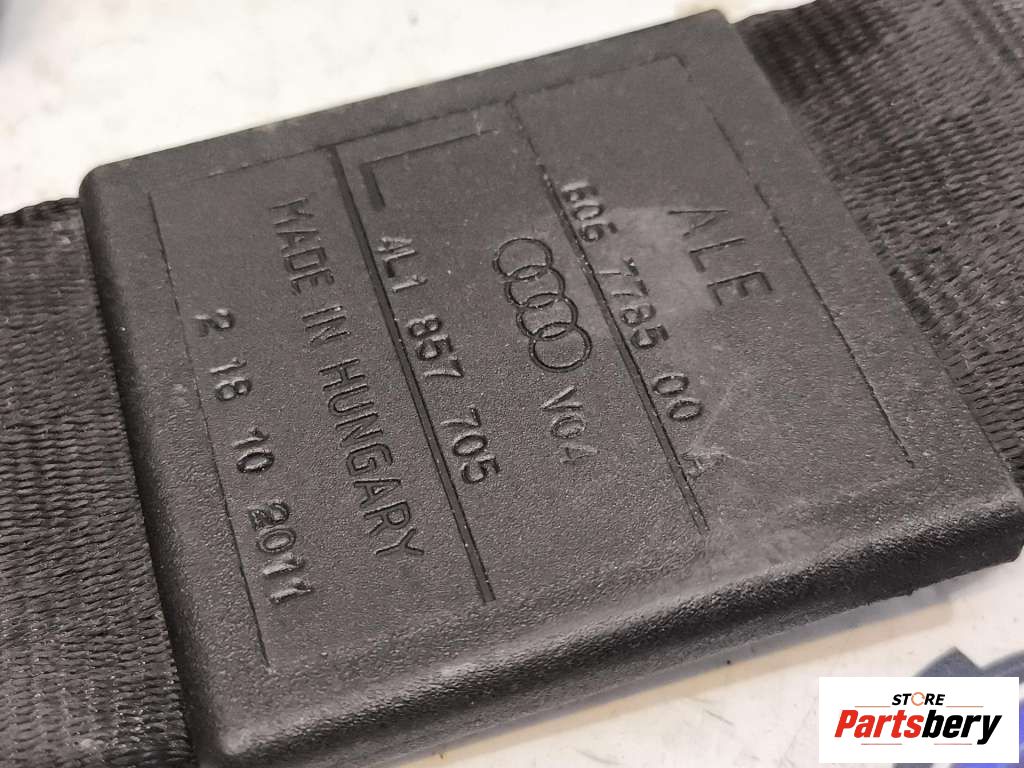 ALE
606 7785 00 A
V04
4L1 857 705
MADE IN HUNGARY
2 18 10 2011
STORE
Partsbery